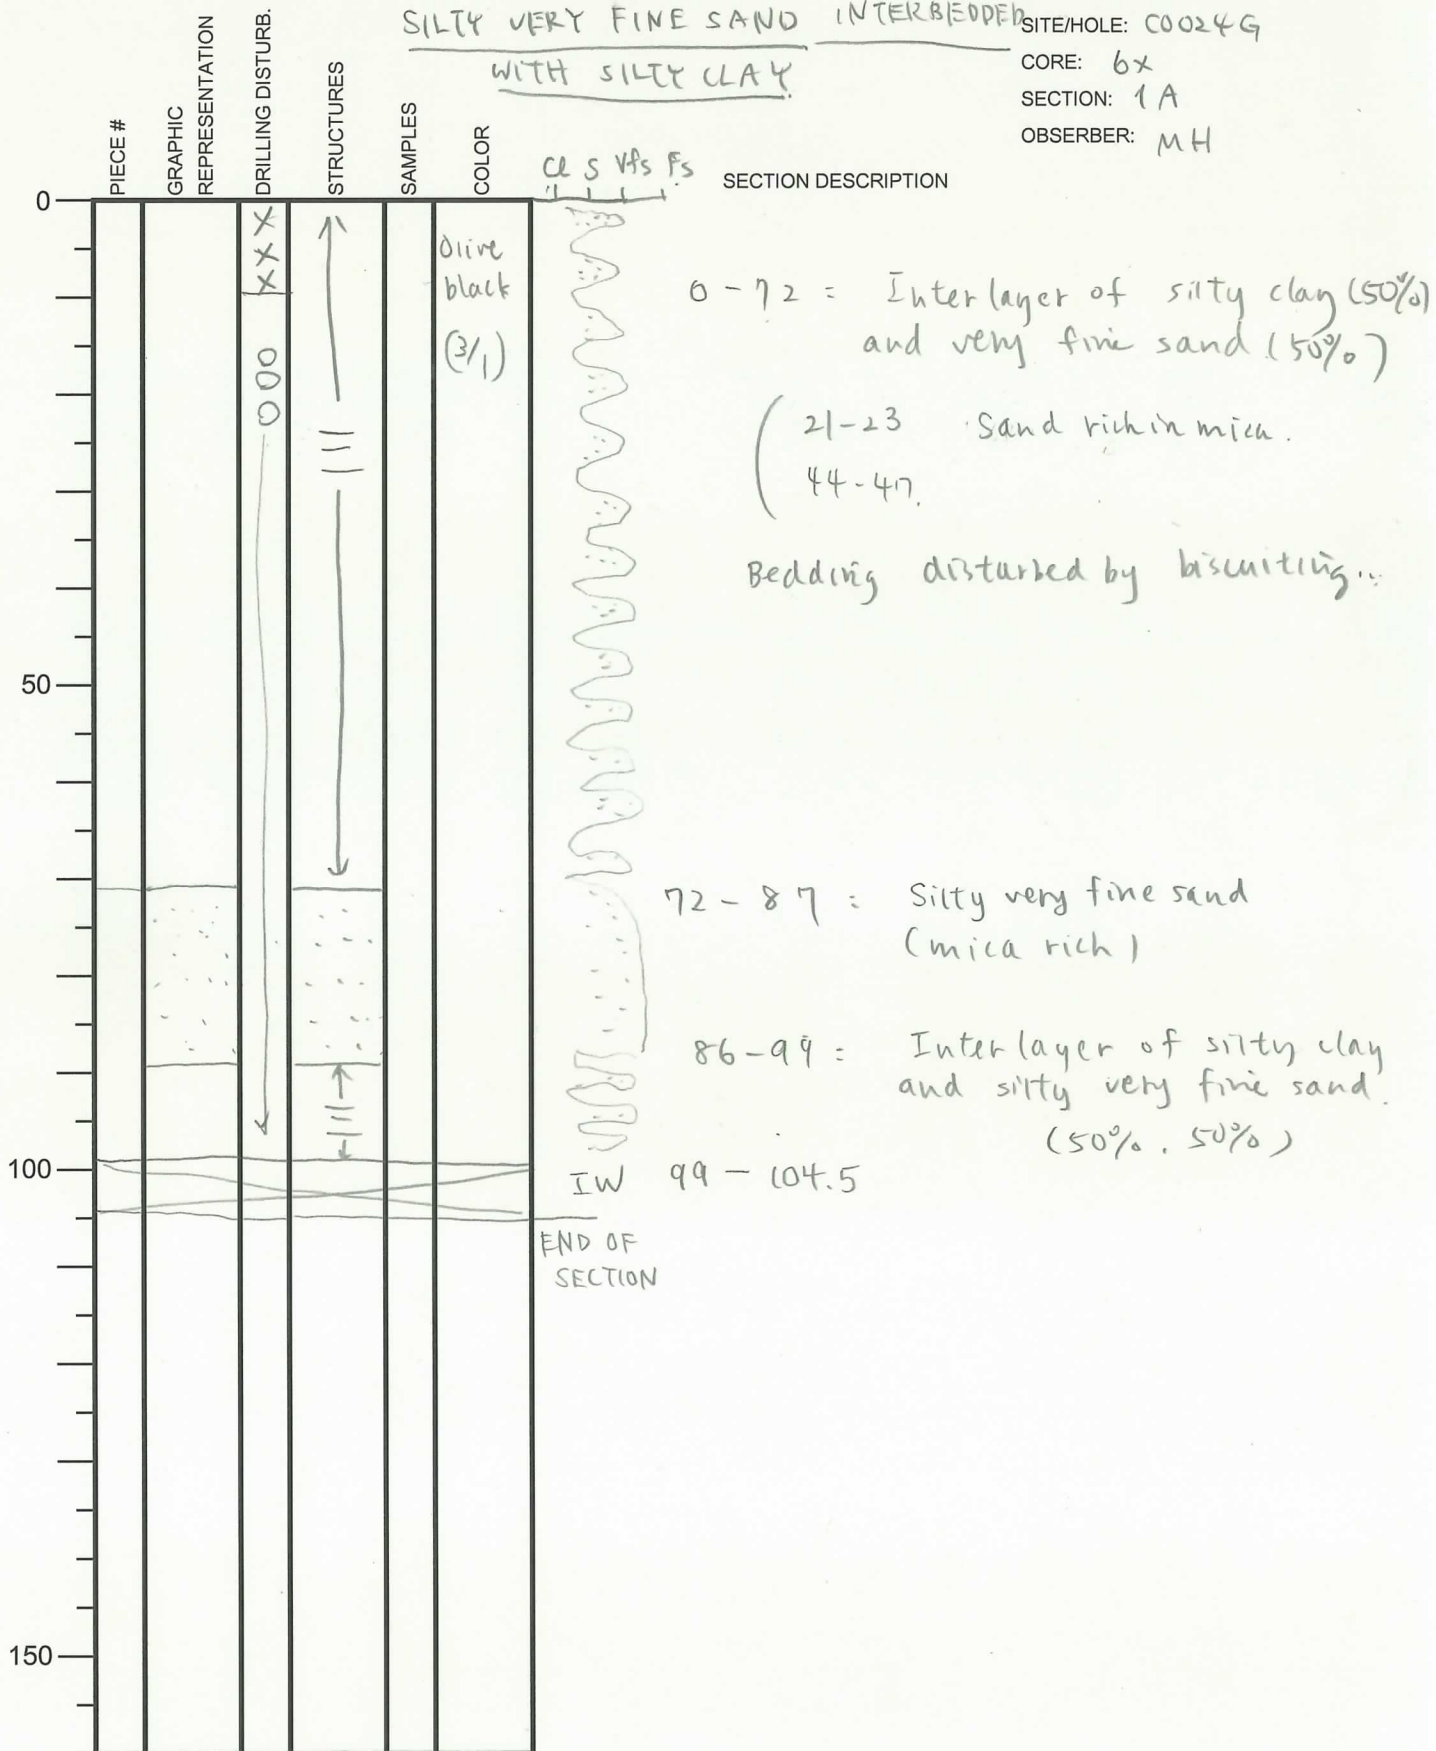 SILTY VERY FINE SAND INTERBEDDED
WITH SILTY CLAY
SITE/HOLE: C0024G
CORE: 6x
SECTION: 1A
OBSERBER: MH
PIECE #
GRAPHIC
REPRESENTATION
DRILLING DISTURB.
STRUCTURES
SAMPLES
COLOR
Cl S Vfs Fs
SECTION DESCRIPTION
0
XXX
Olive
black
(3/1)
0-72 = Interlayer of silty clay (50%)
and very fine sand (50%)
21-23 Sand rich in mica.
44-47.
Bedding disturbed by biscuiting..
50
72-87 : Silty very fine sand
(mica rich)
86-99 = Interlayer of silty clay
and silty very fine sand.
(50%. 50%)
100
IW 99-104.5
END OF
SECTION
150